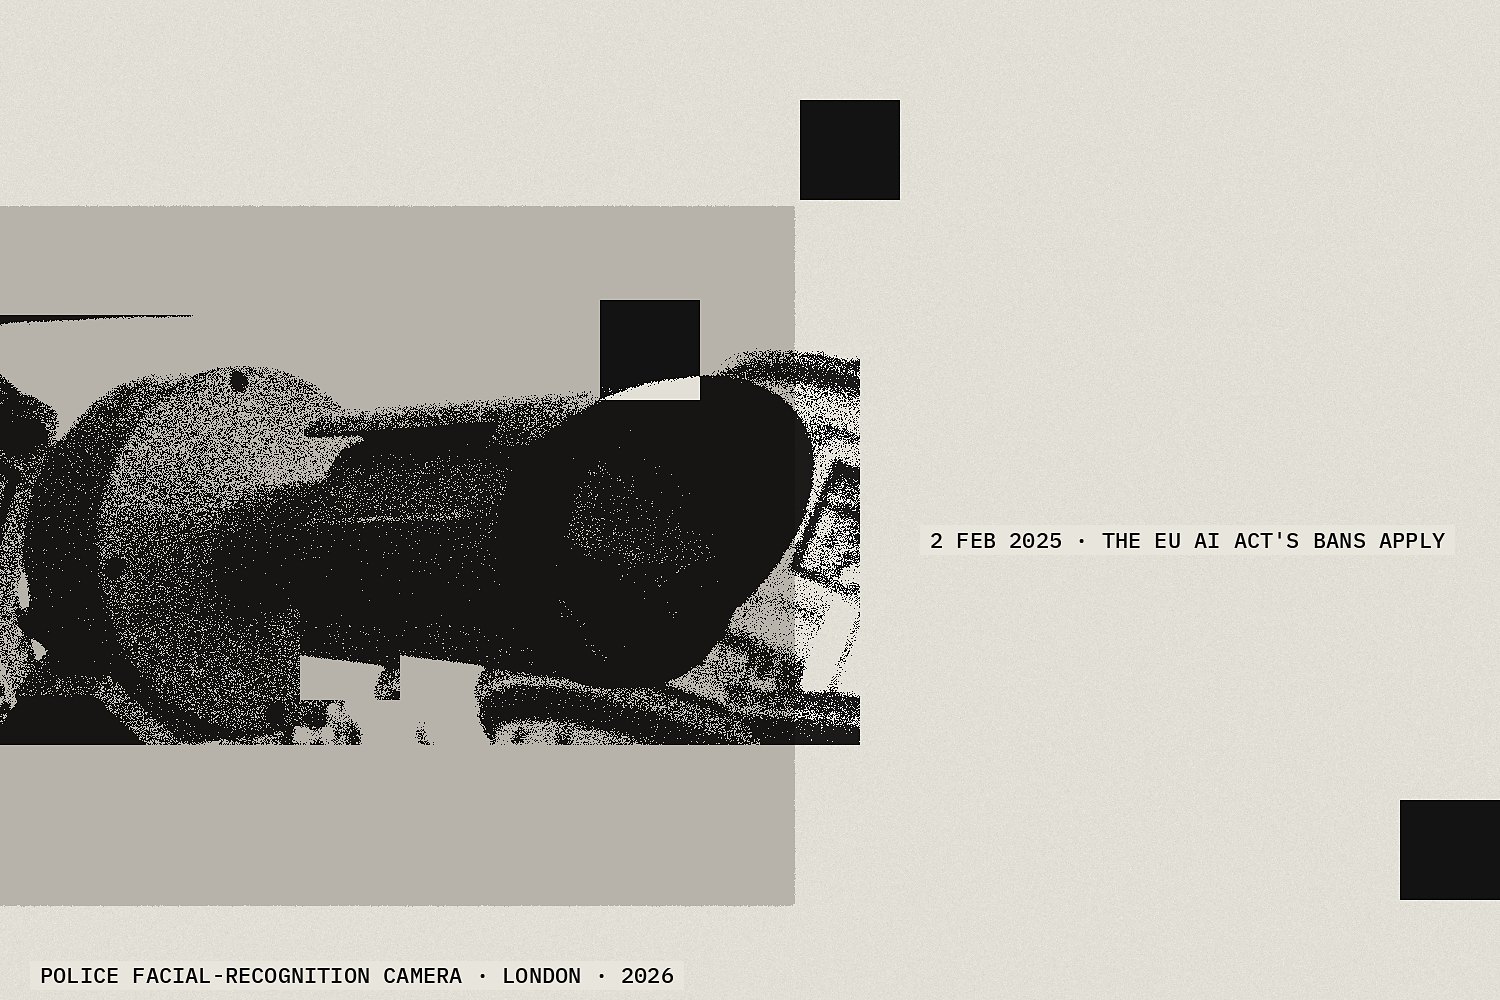 2 FEB 2025 · THE EU AI ACT'S BANS APPLY
POLICE FACIAL-RECOGNITION CAMERA · LONDON · 2026